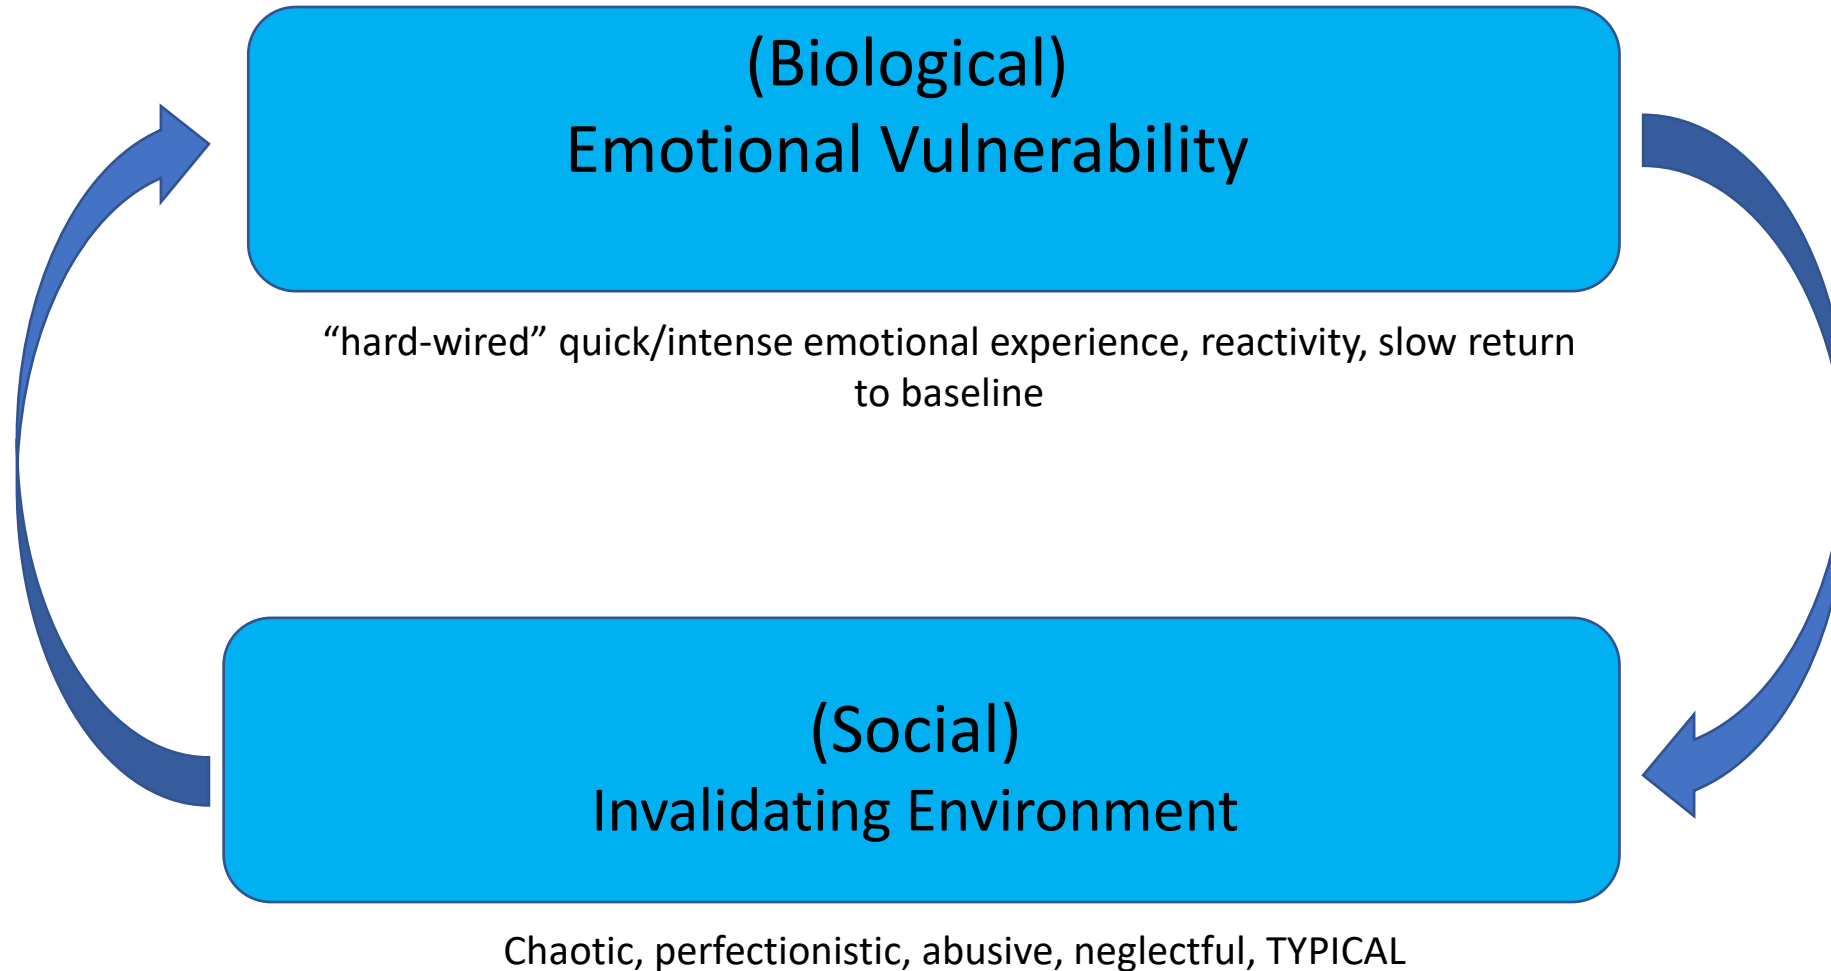 (Biological)
Emotional Vulnerability
“hard-wired” quick/intense emotional experience, reactivity, slow return
to baseline
(Social)
Invalidating Environment
Chaotic, perfectionistic, abusive, neglectful, TYPICAL